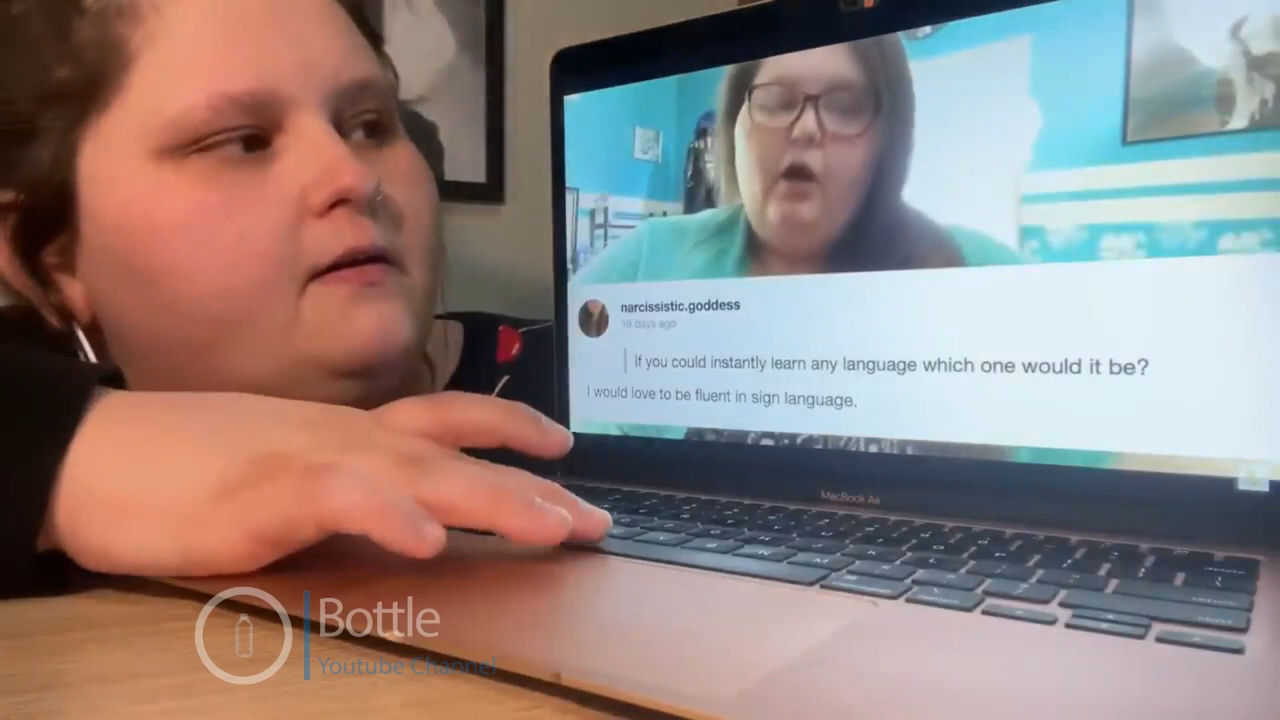 narcissistic.goddess
19 days ago
If you could instantly learn any language which one would it be?
I would love to be fluent in sign language.
MacBook Air
delete
Bottle
Youtube Channel